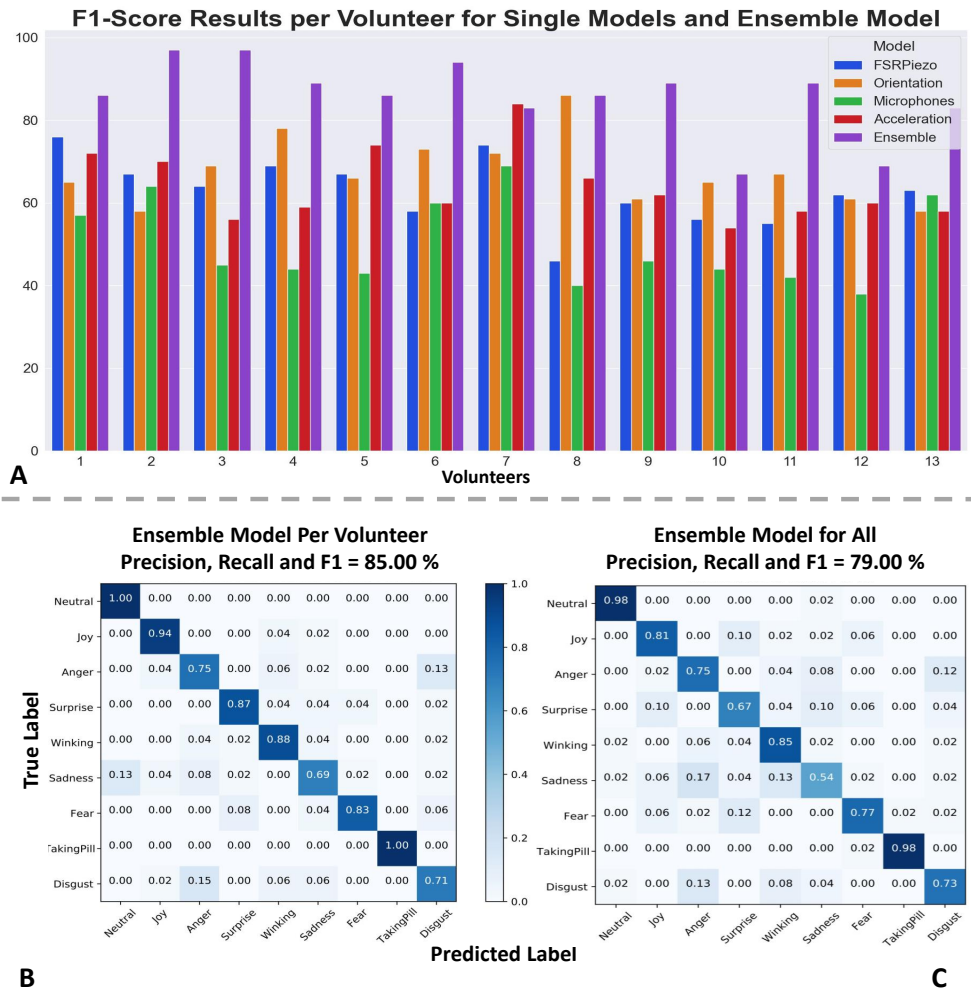 F1-Score Results per Volunteer for Single Models and Ensemble Model
100
80
60
40
20
0
Model
FSRPiezo
Orientation
Microphones
Acceleration
Ensemble
1 2 3 4 5 6 7 8 9 10 11 12 13
A
Volunteers
Ensemble Model Per Volunteer
Precision, Recall and F1 = 85.00 %
True Label
Neutral 1.00 0.00 0.00 0.00 0.00 0.00 0.00 0.00 0.00
Joy 0.00 0.94 0.00 0.00 0.04 0.02 0.00 0.00 0.00
Anger 0.00 0.04 0.75 0.00 0.06 0.02 0.00 0.00 0.13
Surprise 0.00 0.00 0.00 0.87 0.04 0.04 0.04 0.00 0.02
Winking 0.00 0.00 0.04 0.02 0.88 0.00 0.00 0.00 0.02
Sadness 0.13 0.04 0.08 0.02 0.00 0.69 0.02 0.00 0.02
Fear 0.00 0.00 0.00 0.08 0.00 0.04 0.83 0.00 0.06
TakingPill 0.00 0.00 0.00 0.00 0.00 0.00 0.00 1.00 0.00
Disgust 0.00 0.02 0.15 0.00 0.06 0.06 0.00 0.00 0.71
Neutral Joy Anger Surprise Winking Sadness Fear TakingPill Disgust
1.0
0.8
0.6
0.4
0.2
0.0
Ensemble Model for All
Precision, Recall and F1 = 79.00 %
Neutral 0.98 0.00 0.00 0.00 0.00 0.02 0.00 0.00 0.00
Joy 0.00 0.81 0.00 0.10 0.02 0.02 0.06 0.00 0.00
Anger 0.00 0.02 0.75 0.00 0.04 0.08 0.00 0.00 0.12
Surprise 0.00 0.10 0.00 0.67 0.04 0.10 0.06 0.00 0.04
Winking 0.02 0.00 0.06 0.04 0.85 0.02 0.00 0.00 0.02
Sadness 0.02 0.06 0.17 0.04 0.13 0.54 0.02 0.00 0.02
Fear 0.00 0.06 0.02 0.12 0.00 0.00 0.77 0.02 0.02
TakingPill 0.00 0.00 0.00 0.00 0.00 0.00 0.02 0.98 0.00
Disgust 0.02 0.00 0.13 0.00 0.08 0.04 0.00 0.00 0.73
Neutral Joy Anger Surprise Winking Sadness Fear TakingPill Disgust
Predicted Label
B
C